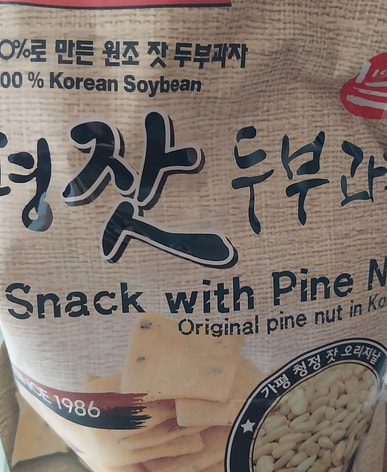 0%로 만든 원조 잣 두부과자
00 % Korean Soybean
평 잣 두부과
Snack with Pine N
Original pine nut in Ko
가평 청정 잣 오리지날
1986